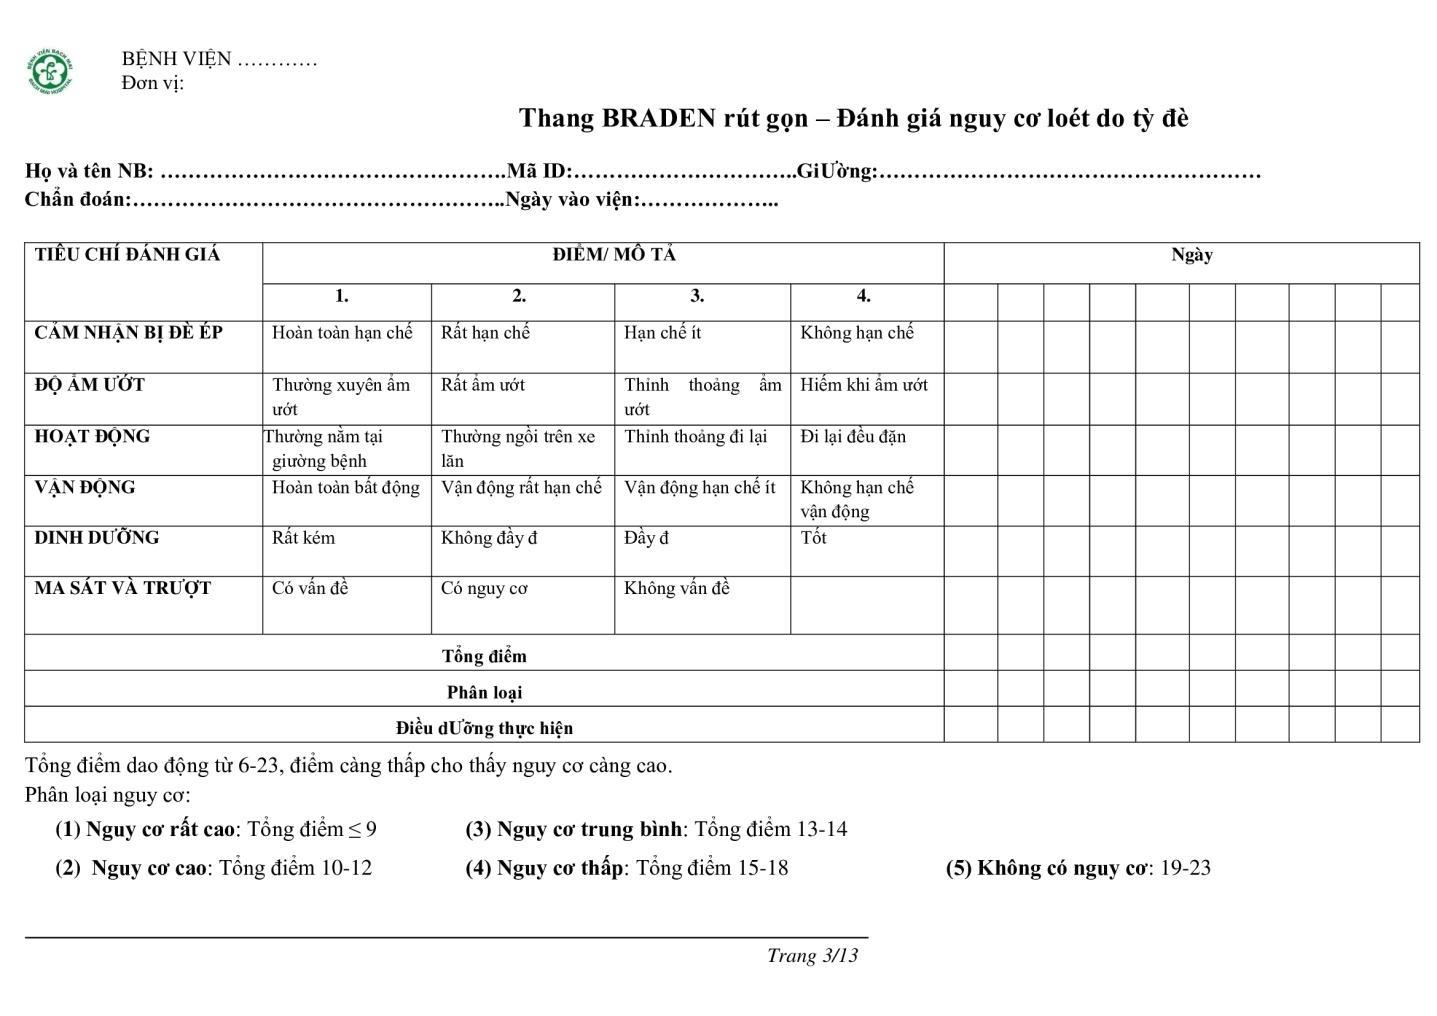 BỆNH VIỆN BẠCH MAI
BACH MAI HOSPITAL
BỆNH VIỆN …………
Đơn vị:
Thang BRADEN rút gọn – Đánh giá nguy cơ loét do tỳ đè
Họ và tên NB: ………………………………………….Mã ID:…………………………..GiƯờng:………………………………………………
Chẩn đoán:……………………………………………..Ngày vào viện:………………..
TIÊU CHÍ ĐÁNH GIÁ ĐIỂM/ MÔ TẢ Ngày
1. 2. 3. 4.
CẢM NHẬN BỊ ĐÈ ÉP Hoàn toàn hạn chế Rất hạn chế Hạn chế ít Không hạn chế
ĐỘ ẨM ƯỚT Thường xuyên ẩm Rất ẩm ướt Thỉnh thoảng ẩm Hiếm khi ẩm ướt
ướt ướt
HOẠT ĐỘNG Thường nằm tại Thường ngồi trên xe Thỉnh thoảng đi lại Đi lại đều đặn
giường bệnh lăn
VẬN ĐỘNG Hoàn toàn bất động Vận động rất hạn chế Vận động hạn chế ít Không hạn chế
vận động
DINH DƯỠNG Rất kém Không đầy đ Đầy đ Tốt
MA SÁT VÀ TRƯỢT Có vấn đề Có nguy cơ Không vấn đề
Tổng điểm
Phân loại
Điều dƯỡng thực hiện
Tổng điểm dao động từ 6-23, điểm càng thấp cho thấy nguy cơ càng cao.
Phân loại nguy cơ:
(1) Nguy cơ rất cao: Tổng điểm ≤ 9 (3) Nguy cơ trung bình: Tổng điểm 13-14
(2) Nguy cơ cao: Tổng điểm 10-12 (4) Nguy cơ thấp: Tổng điểm 15-18 (5) Không có nguy cơ: 19-23
Trang 3/13